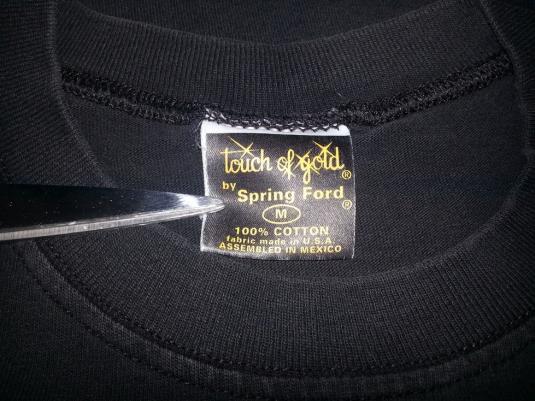 touch of gold ®
by
Spring Ford ®
M
100% COTTON
fabric made in U.S.A.
ASSEMBLED IN MEXICO